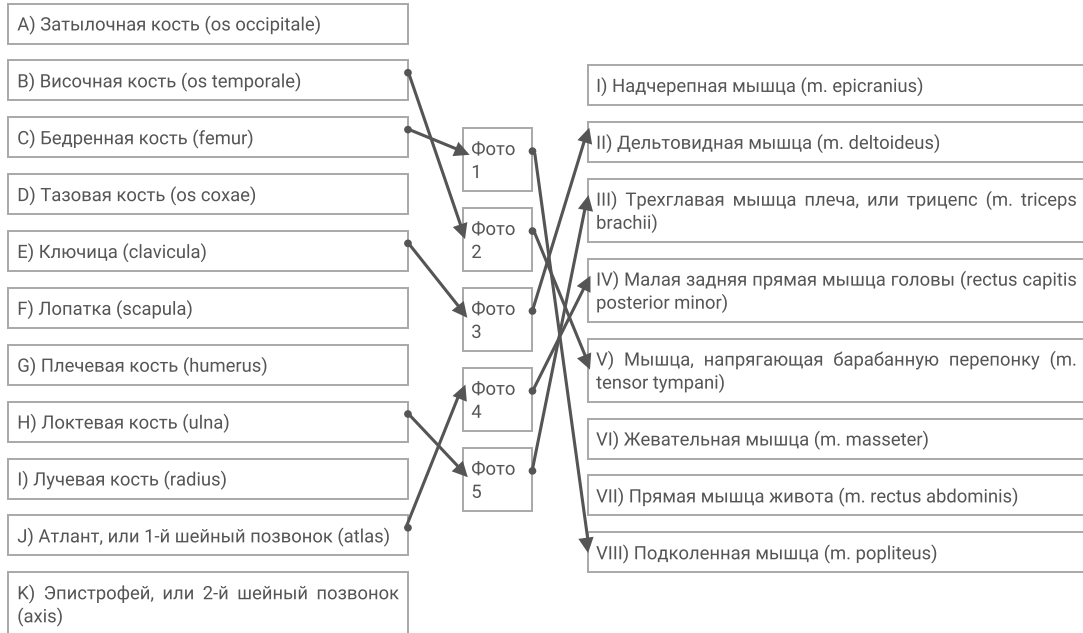 A) Затылочная кость (os occipitale)
B) Височная кость (os temporale)
C) Бедренная кость (femur)
D) Тазовая кость (os coxae)
E) Ключица (clavicula)
F) Лопатка (scapula)
G) Плечевая кость (humerus)
H) Локтевая кость (ulna)
I) Лучевая кость (radius)
J) Атлант, или 1-й шейный позвонок (atlas)
K) Эпистрофей, или 2-й шейный позвонок
(axis)
Фото
1
Фото
2
Фото
3
Фото
4
Фото
5
I) Надчерепная мышца (m. epicranius)
II) Дельтовидная мышца (m. deltoideus)
III) Трехглавая мышца плеча, или трицепс (m. triceps
brachii)
IV) Малая задняя прямая мышца головы (rectus capitis
posterior minor)
V) Мышца, напрягающая барабанную перепонку (m.
tensor tympani)
VI) Жевательная мышца (m. masseter)
VII) Прямая мышца живота (m. rectus abdominis)
VIII) Подколенная мышца (m. popliteus)